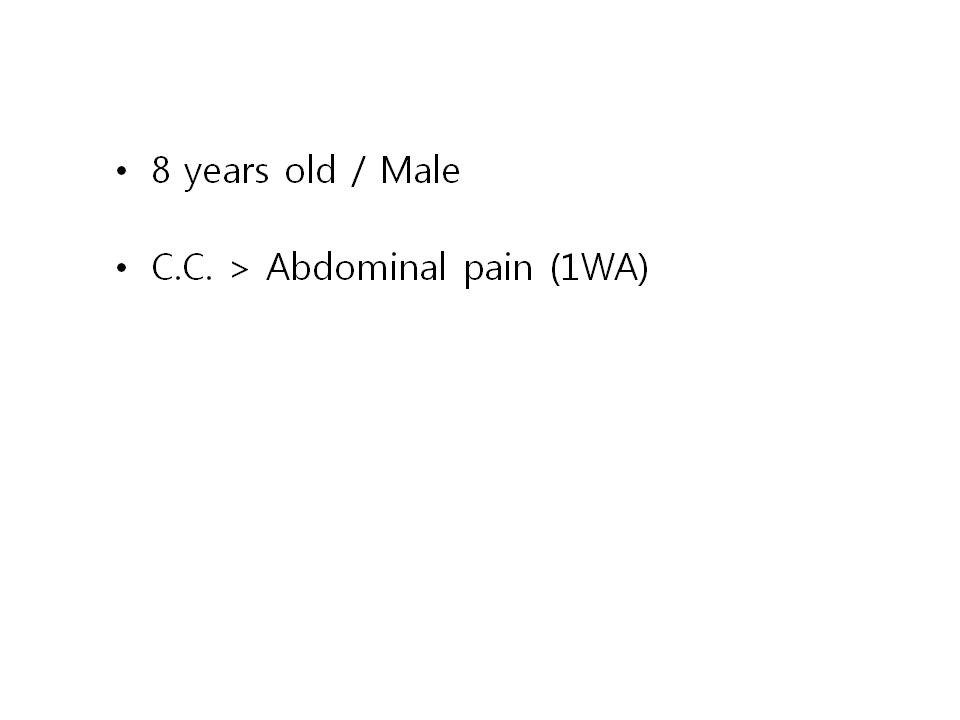 • 8 years old / Male
• C.C. > Abdominal pain (1WA)